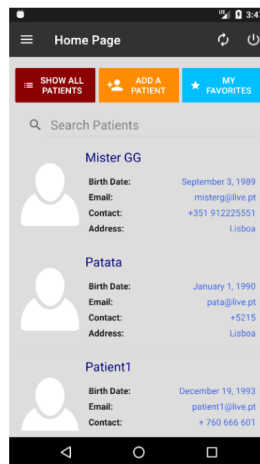 3:4
Home Page
SHOW ALL
PATIENTS
ADD A
PATIENT
MY
FAVORITES
Search Patients
Mister GG
Birth Date: September 3, 1989
Email: misterg@live.pt
Contact: +351 912225551
Address: Lisboa
Patata
Birth Date: January 1, 1990
Email: pata@live.pt
Contact: +5215
Address: Lisboa
Patient1
Birth Date: December 19, 1993
Email: patient1@live.pt
Contact: + 760 666 601